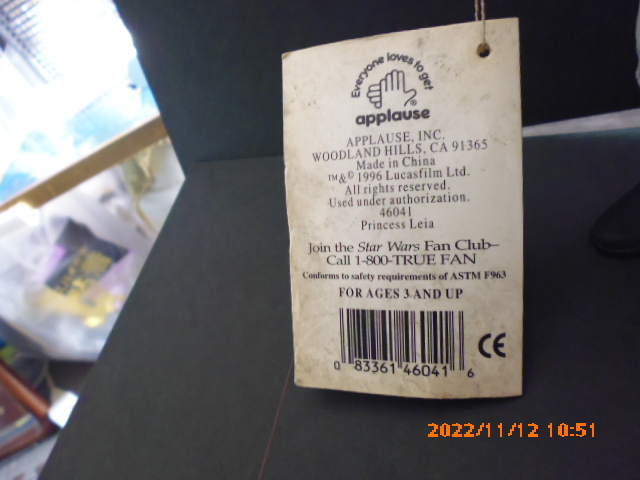 Everyone loves to get
applause®
APPLAUSE, INC.
WOODLAND HILLS, CA 91365
Made in China
™&© 1996 Lucasfilm Ltd.
All rights reserved.
Used under authorization.
46041
Princess Leia
Join the Star Wars Fan Club–
Call 1-800-TRUE FAN
Conforms to safety requirements of ASTM F963
FOR AGES 3 AND UP
CE
0 83361 46041 6
2022/11/12 10:51